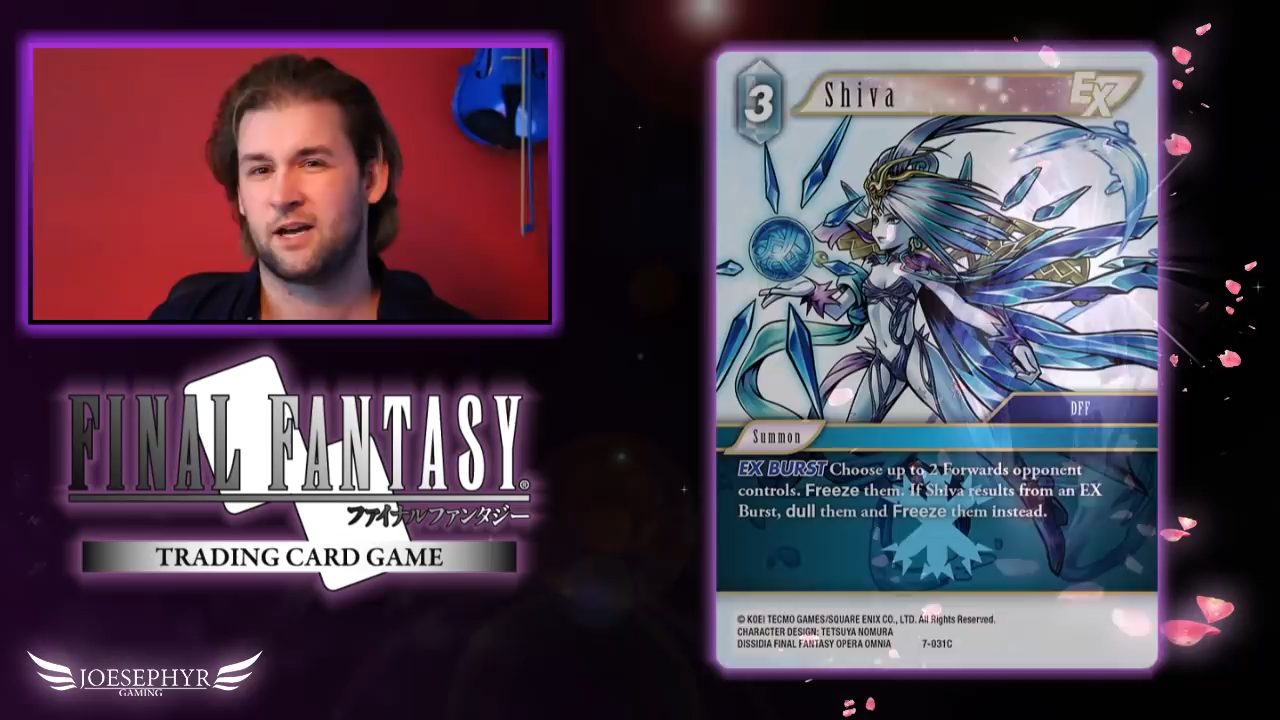 3
Shiva
EX
DFF
Summon
EX BURST Choose up to 2 Forwards opponent
controls. Freeze them. If Shiva results from an EX
Burst, dull them and Freeze them instead.
© KOEI TECMO GAMES/SQUARE ENIX CO., LTD. All Rights Reserved.
CHARACTER DESIGN: TETSUYA NOMURA
DISSIDIA FINAL FANTASY OPERA OMNIA 7-031C
FINAL FANTASY®
ファイナルファンタジー
TRADING CARD GAME
JOESEPHYR
GAMING